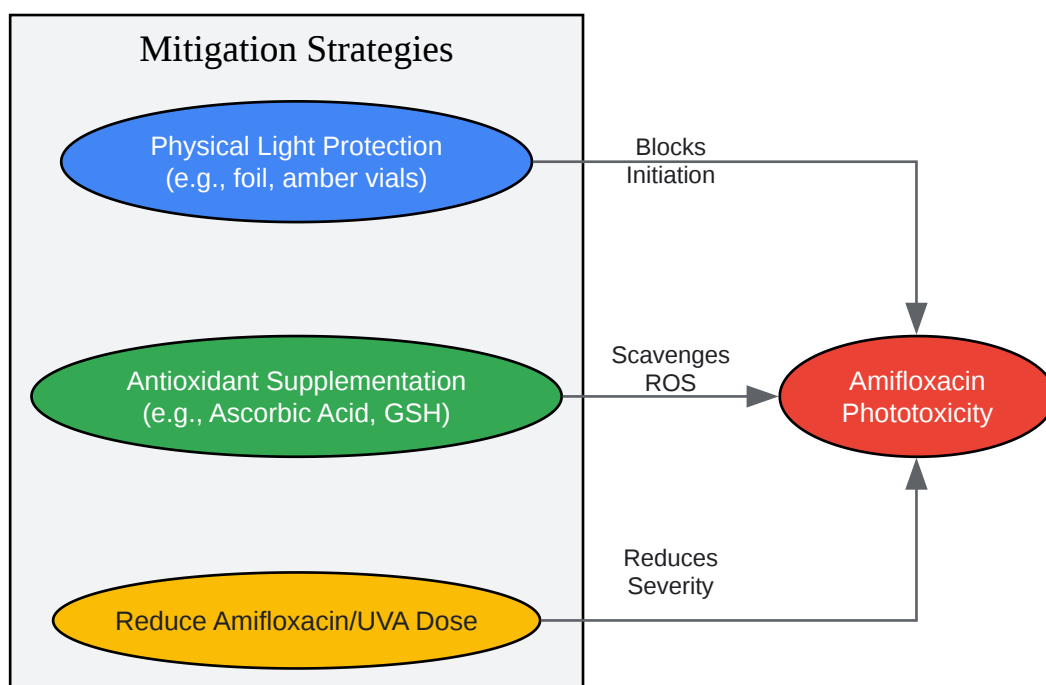 Mitigation Strategies
Physical Light Protection
(e.g., foil, amber vials)
Blocks
Initiation
Antioxidant Supplementation
(e.g., Ascorbic Acid, GSH)
Scavenges
ROS
Amifloxacin
Phototoxicity
Reduce Amifloxacin/UVA Dose
Reduces
Severity